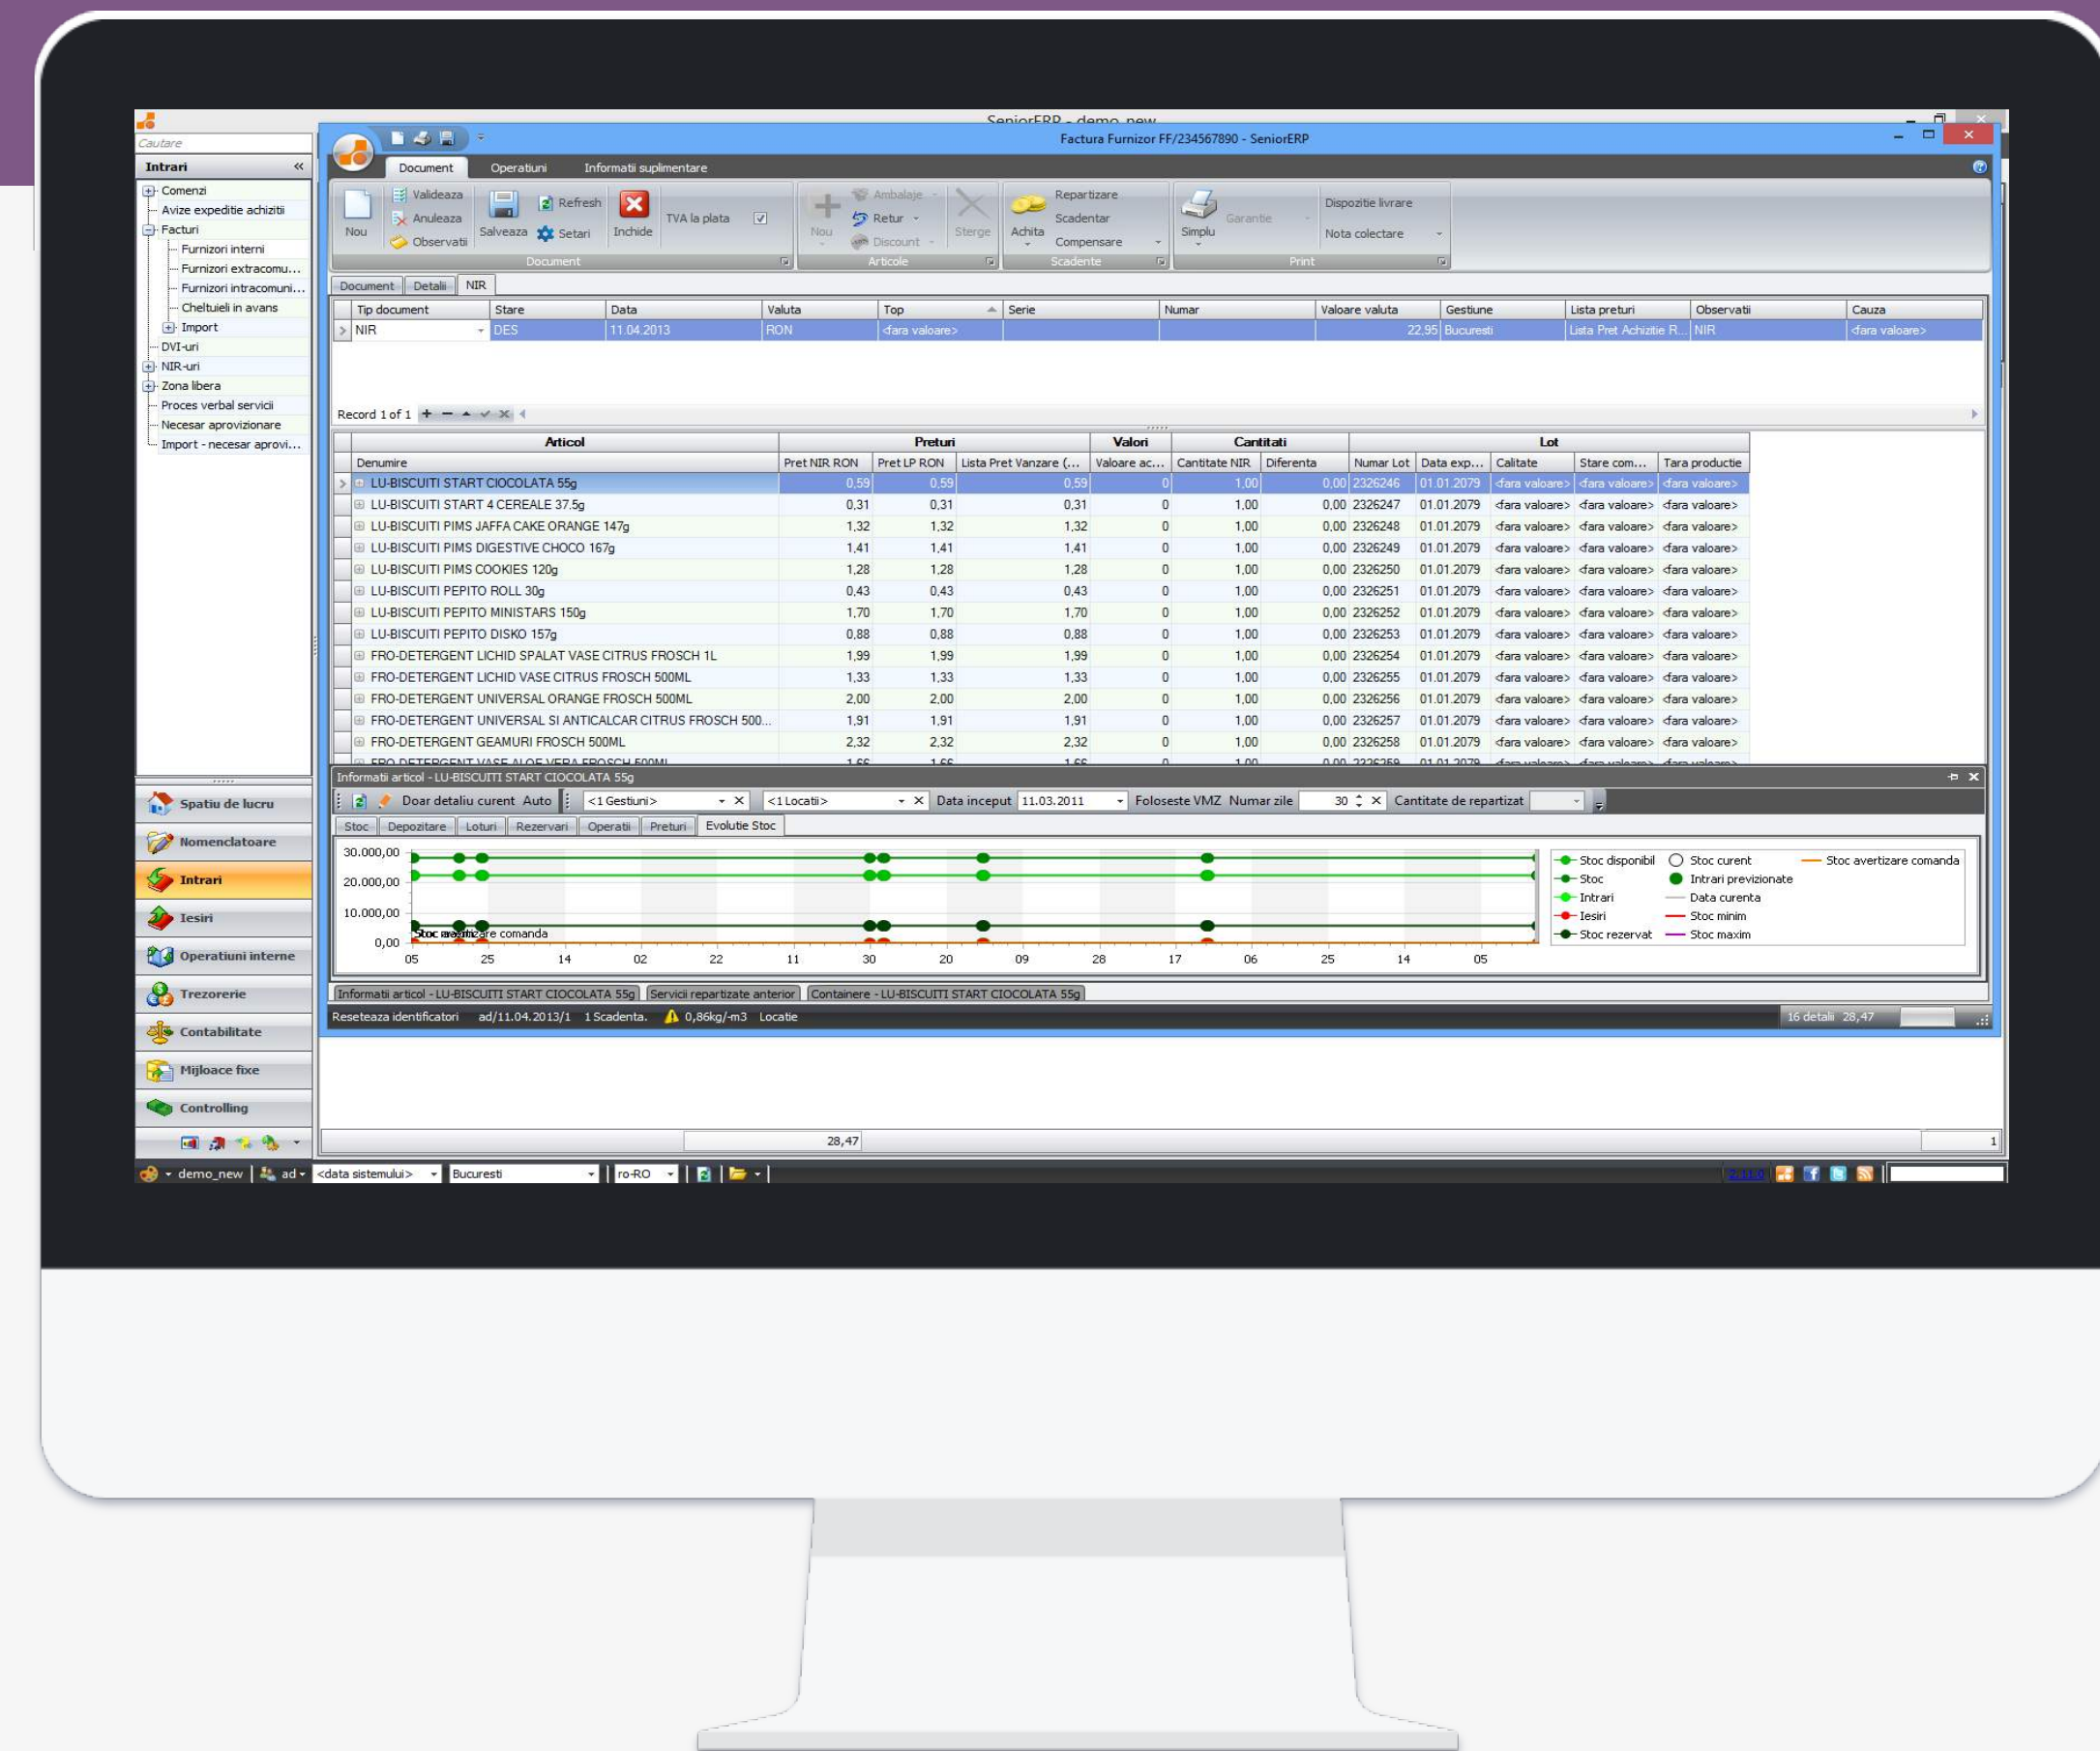 SeniorERP - demo_new
Cautare
Factura Furnizor FF/234567890 - SeniorERP
Intrari «
Comenzi
Avize expeditie achizitii
Facturi
Furnizori interni
Furnizori extracomu...
Furnizori intracomuni...
Cheltuieli in avans
Import
DVI-uri
NIR-uri
Zona libera
Proces verbal servicii
Necesar aprovizionare
Import - necesar aprovi...
Spatiu de lucru
Nomenclatoare
Intrari
Iesiri
Operatiuni interne
Trezorerie
Contabilitate
Mijloace fixe
Controlling
Document Operatiuni Informatii suplimentare
Nou Valideaza Anuleaza Observatii Salveaza Refresh Setari Inchide TVA la plata
Nou Ambalaje Retur Discount Sterge Achita Repartizare Scadentar Compensare Simplu Garantie Dispozitie livrare Nota colectare
Document Articole Scadente Print
Document Detalii NIR
Tip document Stare Data Valuta Top Serie Numar Valoare valuta Gestiune Lista preturi Observatii Cauza
NIR DES 11.04.2013 RON <fara valoare> 22,95 Bucuresti Lista Pret Achizitie R... NIR <fara valoare>
Record 1 of 1
Articol Preturi Valori Cantitati Lot
Denumire Pret NIR RON Pret LP RON Lista Pret Vanzare (... Valoare ac... Cantitate NIR Diferenta Numar Lot Data exp... Calitate Stare com... Tara productie
LU-BISCUITI START CIOCOLATA 55g 0,59 0,59 0,59 0 1,00 0,00 2326246 01.01.2079 <fara valoare> <fara valoare> <fara valoare>
LU-BISCUITI START 4 CEREALE 37.5g 0,31 0,31 0,31 0 1,00 0,00 2326247 01.01.2079 <fara valoare> <fara valoare> <fara valoare>
LU-BISCUITI PIMS JAFFA CAKE ORANGE 147g 1,32 1,32 1,32 0 1,00 0,00 2326248 01.01.2079 <fara valoare> <fara valoare> <fara valoare>
LU-BISCUITI PIMS DIGESTIVE CHOCO 167g 1,41 1,41 1,41 0 1,00 0,00 2326249 01.01.2079 <fara valoare> <fara valoare> <fara valoare>
LU-BISCUITI PIMS COOKIES 120g 1,28 1,28 1,28 0 1,00 0,00 2326250 01.01.2079 <fara valoare> <fara valoare> <fara valoare>
LU-BISCUITI PEPITO ROLL 30g 0,43 0,43 0,43 0 1,00 0,00 2326251 01.01.2079 <fara valoare> <fara valoare> <fara valoare>
LU-BISCUITI PEPITO MINISTARS 150g 1,70 1,70 1,70 0 1,00 0,00 2326252 01.01.2079 <fara valoare> <fara valoare> <fara valoare>
LU-BISCUITI PEPITO DISKO 157g 0,88 0,88 0,88 0 1,00 0,00 2326253 01.01.2079 <fara valoare> <fara valoare> <fara valoare>
FRO-DETERGENT LICHID SPALAT VASE CITRUS FROSCH 1L 1,99 1,99 1,99 0 1,00 0,00 2326254 01.01.2079 <fara valoare> <fara valoare> <fara valoare>
FRO-DETERGENT LICHID VASE CITRUS FROSCH 500ML 1,33 1,33 1,33 0 1,00 0,00 2326255 01.01.2079 <fara valoare> <fara valoare> <fara valoare>
FRO-DETERGENT UNIVERSAL ORANGE FROSCH 500ML 2,00 2,00 2,00 0 1,00 0,00 2326256 01.01.2079 <fara valoare> <fara valoare> <fara valoare>
FRO-DETERGENT UNIVERSAL SI ANTICALCAR CITRUS FROSCH 500... 1,91 1,91 1,91 0 1,00 0,00 2326257 01.01.2079 <fara valoare> <fara valoare> <fara valoare>
FRO-DETERGENT GEAMURI FROSCH 500ML 2,32 2,32 2,32 0 1,00 0,00 2326258 01.01.2079 <fara valoare> <fara valoare> <fara valoare>
FRO-DETERGENT VASE ALOE VERA FROSCH 500ML 1,66 1,66 1,66 0 1,00 0,00 2326259 01.01.2079 <fara valoare> <fara valoare> <fara valoare>
Informatii articol - LU-BISCUITI START CIOCOLATA 55g
Doar detaliu curent Auto <1 Gestiuni> <1 Locatii> Data inceput 11.03.2011 Foloseste VMZ Numar zile 30 Cantitate de repartizat
Stoc Depozitare Loturi Rezervari Operatii Preturi Evolutie Stoc
30.000,00
20.000,00
10.000,00
0,00
avertizare comanda
05 25 14 02 22 11 30 20 09 28 17 06 25 14 05
Stoc disponibil Stoc curent Stoc avertizare comanda
Stoc Intrari previzionate
Intrari Data curenta
Iesiri Stoc minim
Stoc rezervat Stoc maxim
Informatii articol - LU-BISCUITI START CIOCOLATA 55g Servicii repartizate anterior Containere - LU-BISCUITI START CIOCOLATA 55g
Reseteaza identificatori ad/11.04.2013/1 1 Scadenta. 0,86kg/-m3 Locatie 16 detalii 28,47
28,47 1
demo_new ad <data sistemului> Bucuresti ro-RO